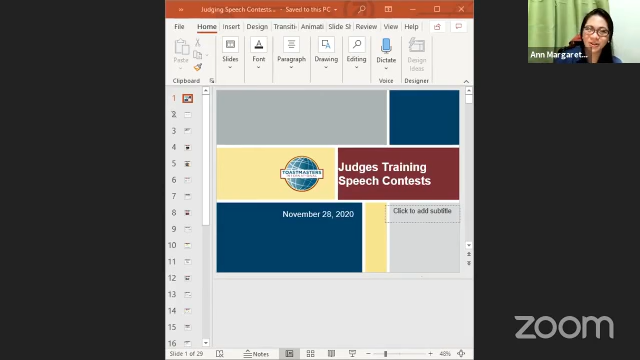 Judging Speech Contests... - Saved to this PC
File Home Insert Design Transiti Animati Slide Sl
Paste Slides Font Paragraph Drawing Editing Dictate Design Ideas
Clipboard Voice Designer
Ann Margaret...
1
2
3
4
5
6
7
8
9
10
11
12
13
14
15
16
TOASTMASTERS
INTERNATIONAL
Judges Training
Speech Contests
November 28, 2020
Click to add subtitle
zoom
Slide 1 of 29 Notes 48%